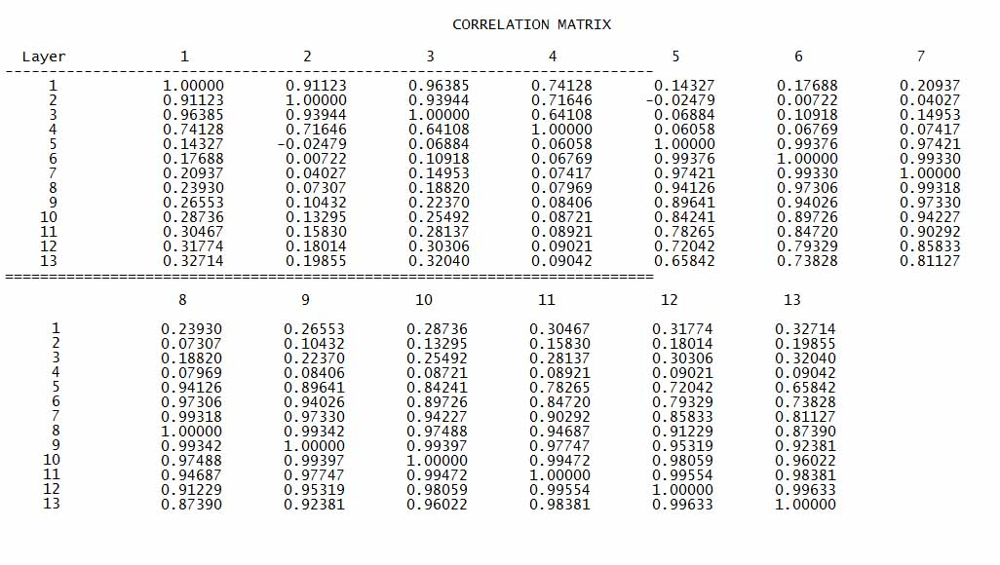 CORRELATION MATRIX
Layer 1 2 3 4 5 6 7
--------------------------------------------------------------------------
1 1.00000 0.91123 0.96385 0.74128 0.14327 0.17688 0.20937
2 0.91123 1.00000 0.93944 0.71646 -0.02479 0.00722 0.04027
3 0.96385 0.93944 1.00000 0.64108 0.06884 0.10918 0.14953
4 0.74128 0.71646 0.64108 1.00000 0.06058 0.06769 0.07417
5 0.14327 -0.02479 0.06884 0.06058 1.00000 0.99376 0.97421
6 0.17688 0.00722 0.10918 0.06769 0.99376 1.00000 0.99330
7 0.20937 0.04027 0.14953 0.07417 0.97421 0.99330 1.00000
8 0.23930 0.07307 0.18820 0.07969 0.94126 0.97306 0.99318
9 0.26553 0.10432 0.22370 0.08406 0.89641 0.94026 0.97330
10 0.28736 0.13295 0.25492 0.08721 0.84241 0.89726 0.94227
11 0.30467 0.15830 0.28137 0.08921 0.78265 0.84720 0.90292
12 0.31774 0.18014 0.30306 0.09021 0.72042 0.79329 0.85833
13 0.32714 0.19855 0.32040 0.09042 0.65842 0.73828 0.81127
==========================================================================
8 9 10 11 12 13
1 0.23930 0.26553 0.28736 0.30467 0.31774 0.32714
2 0.07307 0.10432 0.13295 0.15830 0.18014 0.19855
3 0.18820 0.22370 0.25492 0.28137 0.30306 0.32040
4 0.07969 0.08406 0.08721 0.08921 0.09021 0.09042
5 0.94126 0.89641 0.84241 0.78265 0.72042 0.65842
6 0.97306 0.94026 0.89726 0.84720 0.79329 0.73828
7 0.99318 0.97330 0.94227 0.90292 0.85833 0.81127
8 1.00000 0.99342 0.97488 0.94687 0.91229 0.87390
9 0.99342 1.00000 0.99397 0.97747 0.95319 0.92381
10 0.97488 0.99397 1.00000 0.99472 0.98059 0.96022
11 0.94687 0.97747 0.99472 1.00000 0.99554 0.98381
12 0.91229 0.95319 0.98059 0.99554 1.00000 0.99633
13 0.87390 0.92381 0.96022 0.98381 0.99633 1.00000